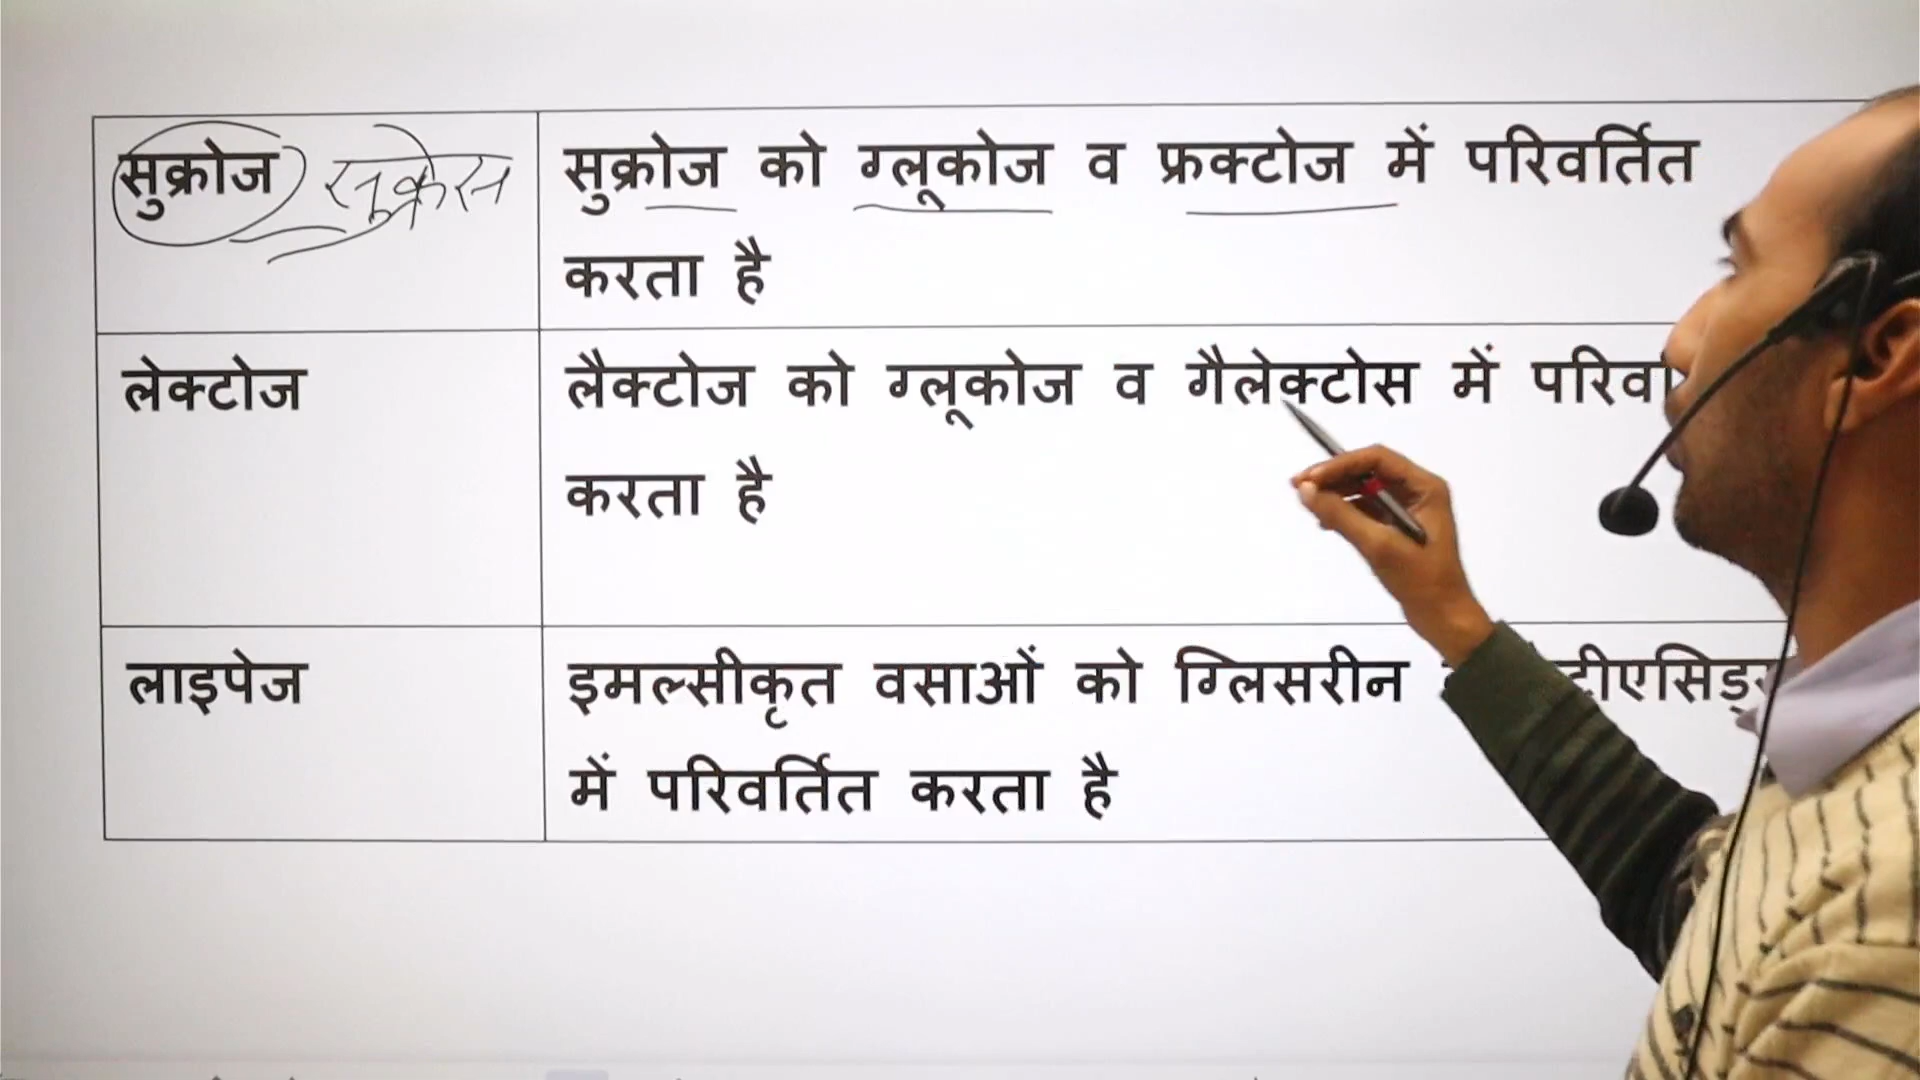 सुक्रोज सुक्रेस
सुक्रोज को ग्लूकोज व फ्रक्टोज में परिवर्तित
करता है
लेक्टोज
लैक्टोज को ग्लूकोज व गैलेक्टोस में
करता है
लाइपेज
इमल्सीकृत वसाओं को ग्लिसरीन
में परिवर्तित करता है